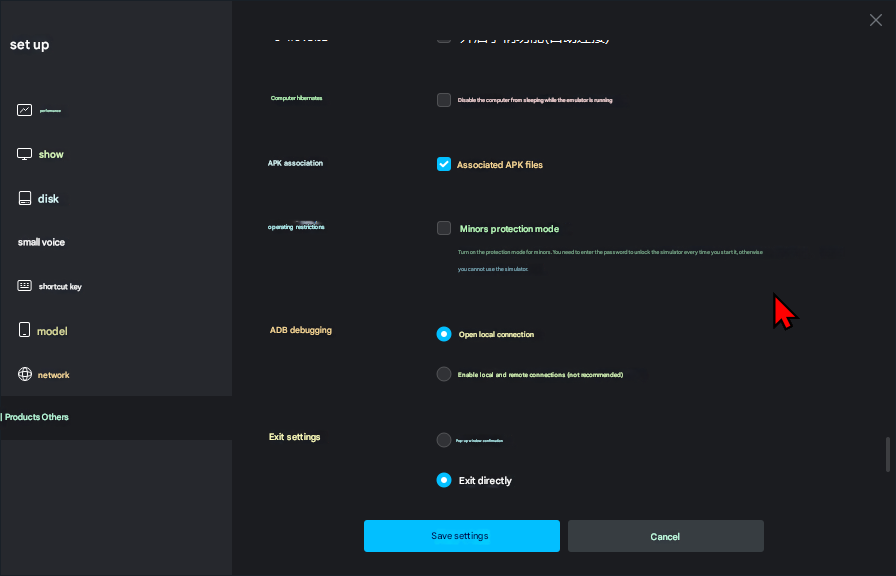 set up
performance
show
disk
small voice
shortcut key
model
network
| Products Others
Computer hibernates
Disable the computer from sleeping while the emulator is running
APK association
Associated APK files
operating restrictions
Minors protection mode
Turn on the protection mode for minors. You need to enter the password to unlock the simulator every time you start it, otherwise
you cannot use the simulator.
ADB debugging
Open local connection
Enable local and remote connections (not recommended)
Exit settings
Pop-up window confirmation
Exit directly
Save settings
Cancel